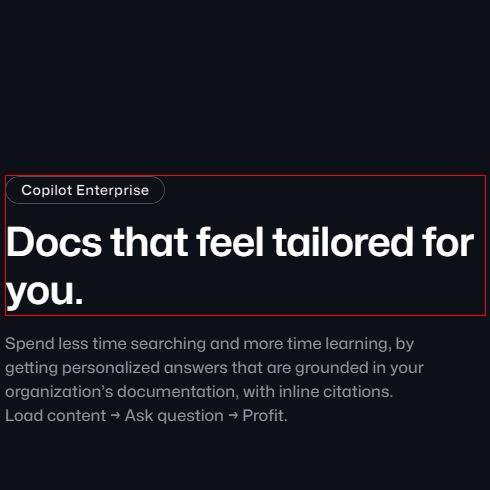 Copilot Enterprise
Docs that feel tailored for
you.
Spend less time searching and more time learning, by
getting personalized answers that are grounded in your
organization’s documentation, with inline citations.
Load content → Ask question → Profit.